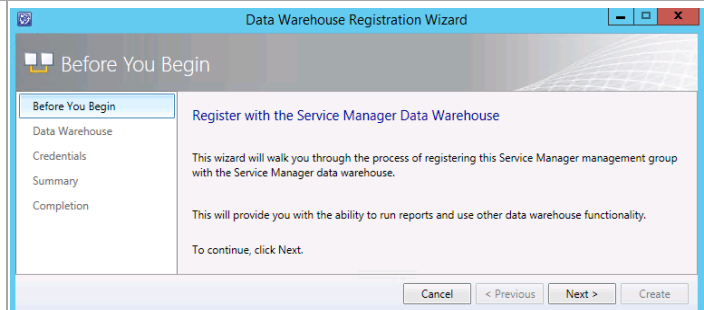 Data Warehouse Registration Wizard
Before You Begin
Before You Begin
Data Warehouse
Credentials
Summary
Completion
Register with the Service Manager Data Warehouse
This wizard will walk you through the process of registering this Service Manager management group
with the Service Manager data warehouse.
This will provide you with the ability to run reports and use other data warehouse functionality.
To continue, click Next.
Cancel
< Previous
Next >
Create